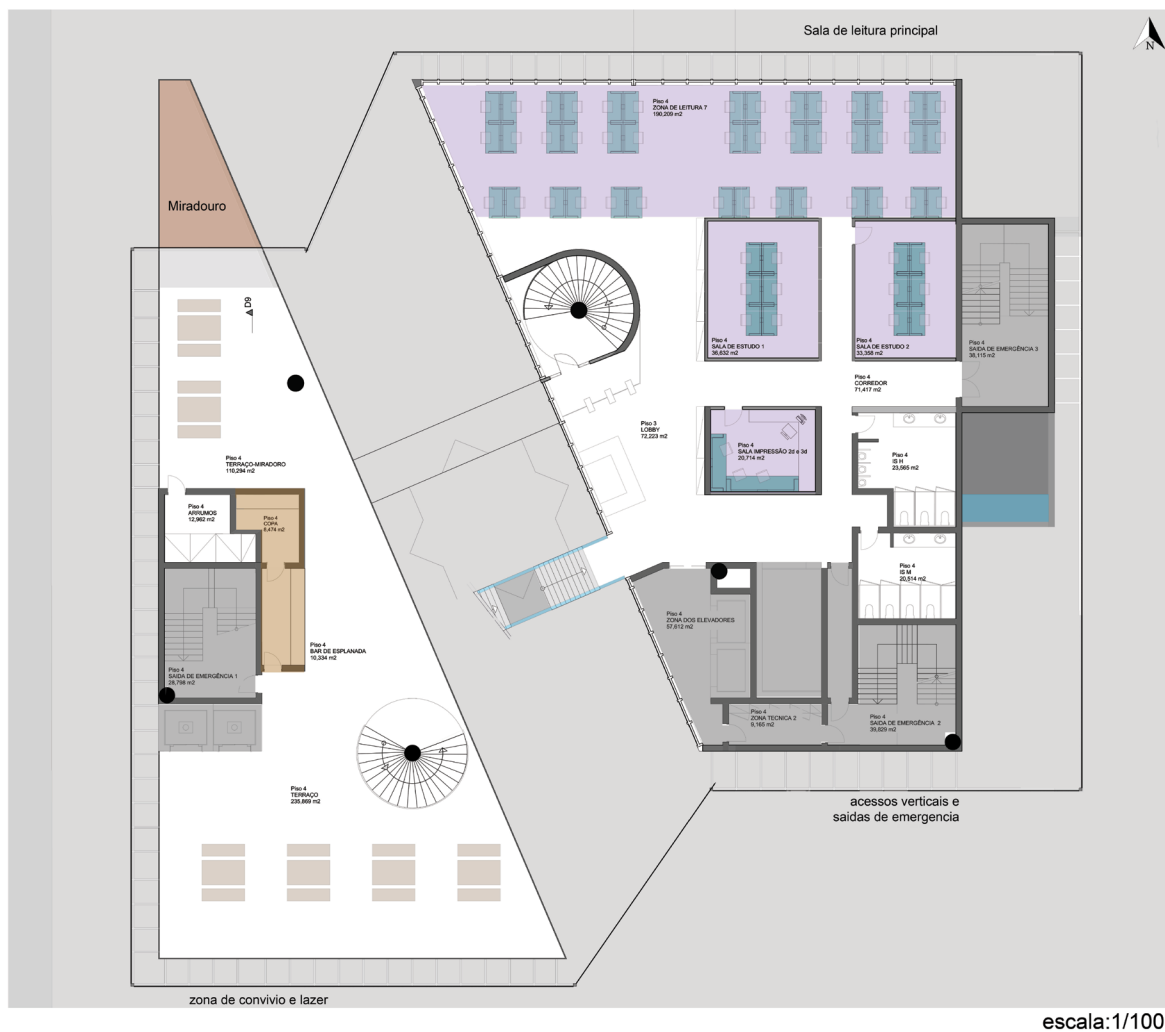 Sala de leitura principal
N
Piso 4
ZONA DE LEITURA 7
190,209 m2
Miradouro
D9
Piso 4
SALA DE ESTUDO 1
36,632 m2
Piso 4
SALA DE ESTUDO 2
33,358 m2
Piso 4
SAIDA DE EMERGÊNCIA 3
38,115 m2
Piso 4
CORREDOR
71,417 m2
Piso 3
LOBBY
72,223 m2
Piso 4
SALA IMPRESSÃO 2d e 3d
20,714 m2
Piso 4
IS H
23,565 m2
Piso 4
TERRAÇO-MIRADORO
110,294 m2
Piso 4
ARRUMOS
12,962 m2
Piso 4
COPA
8,474 m2
Piso 4
IS M
20,514 m2
Piso 4
ZONA DOS ELEVADORES
57,612 m2
Piso 4
BAR DE ESPLANADA
10,334 m2
Piso 4
SAIDA DE EMERGÊNCIA 1
28,798 m2
Piso 4
ZONA TECNICA 2
9,165 m2
Piso 4
SAIDA DE EMERGÊNCIA 2
39,829 m2
Piso 4
TERRAÇO
235,869 m2
acessos verticais e
saidas de emergencia
zona de convivio e lazer
escala:1/100